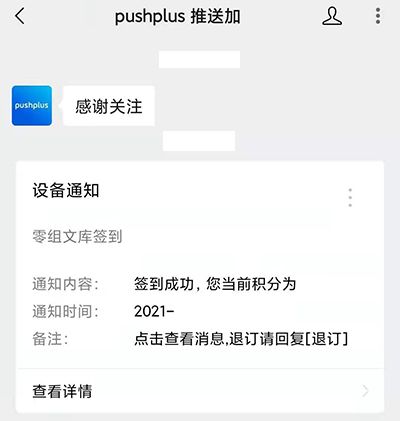 pushplus 推送加
pushplus
感谢关注
设备通知
零组文库签到
通知内容: 签到成功，您当前积分为
通知时间: 2021-
备注: 点击查看消息,退订请回复[退订]
查看详情